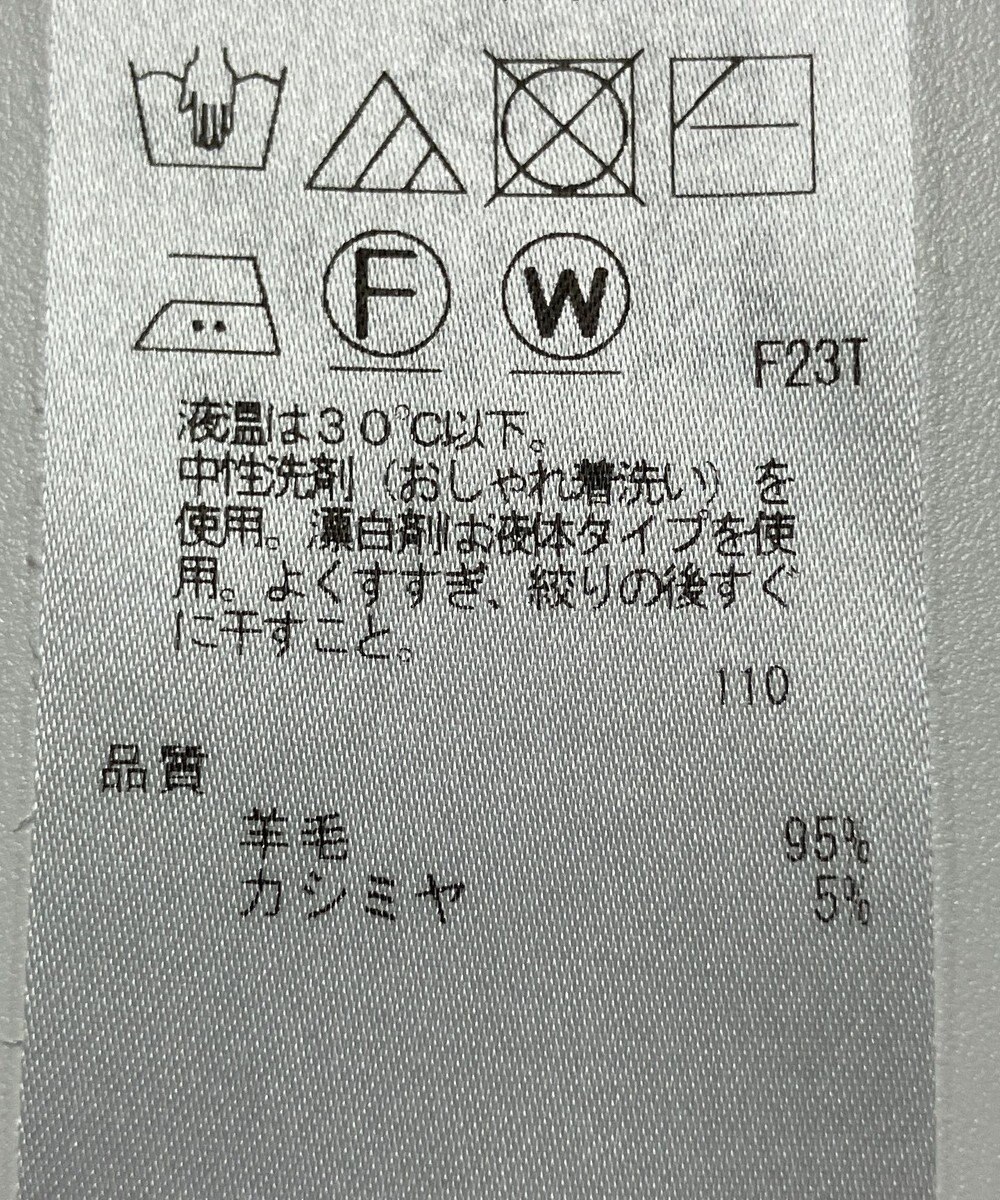 F W
F23T
液温は30℃以下。
中性洗剤（おしゃれ着洗い）を
使用。漂白剤は液体タイプを使
用。よくすすぎ、絞りの後すぐ
に干すこと。
110
品質
羊毛 95%
カシミヤ 5%